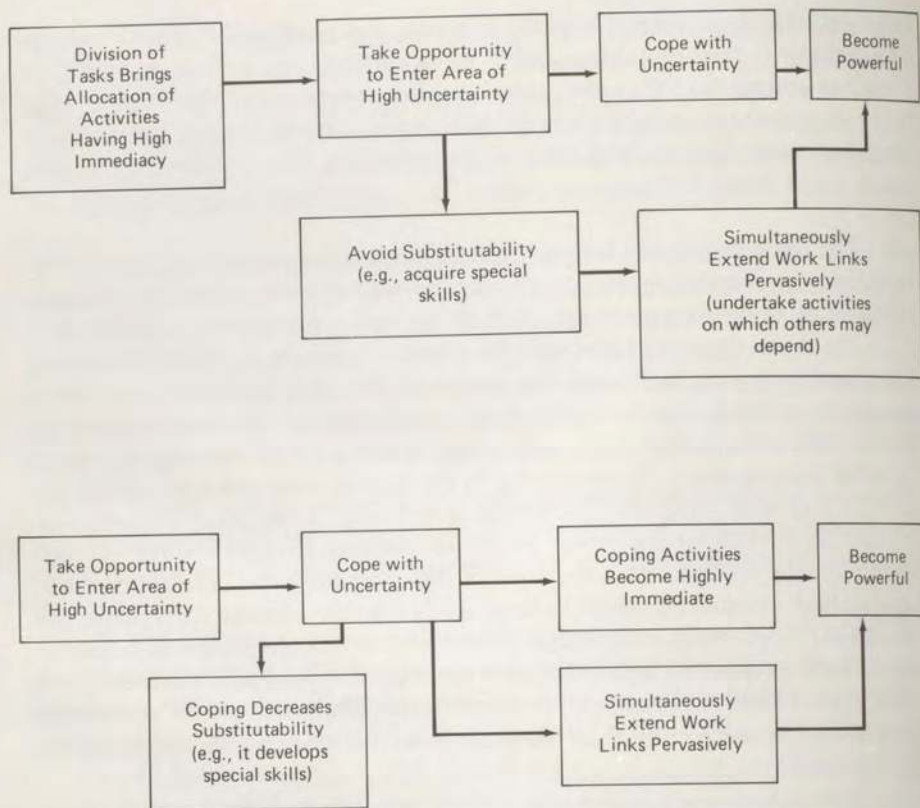 Division of
Tasks Brings
Allocation of
Activities
Having High
Immediacy
Take Opportunity
to Enter Area of
High Uncertainty
Cope with
Uncertainty
Become
Powerful
Avoid Substitutability
(e.g., acquire special
skills)
Simultaneously
Extend Work Links
Pervasively
(undertake activities
on which others may
depend)
Take Opportunity
to Enter Area of
High Uncertainty
Cope with
Uncertainty
Coping Activities
Become Highly
Immediate
Become
Powerful
Coping Decreases
Substitutability
(e.g., it develops
special skills)
Simultaneously
Extend Work
Links Pervasively